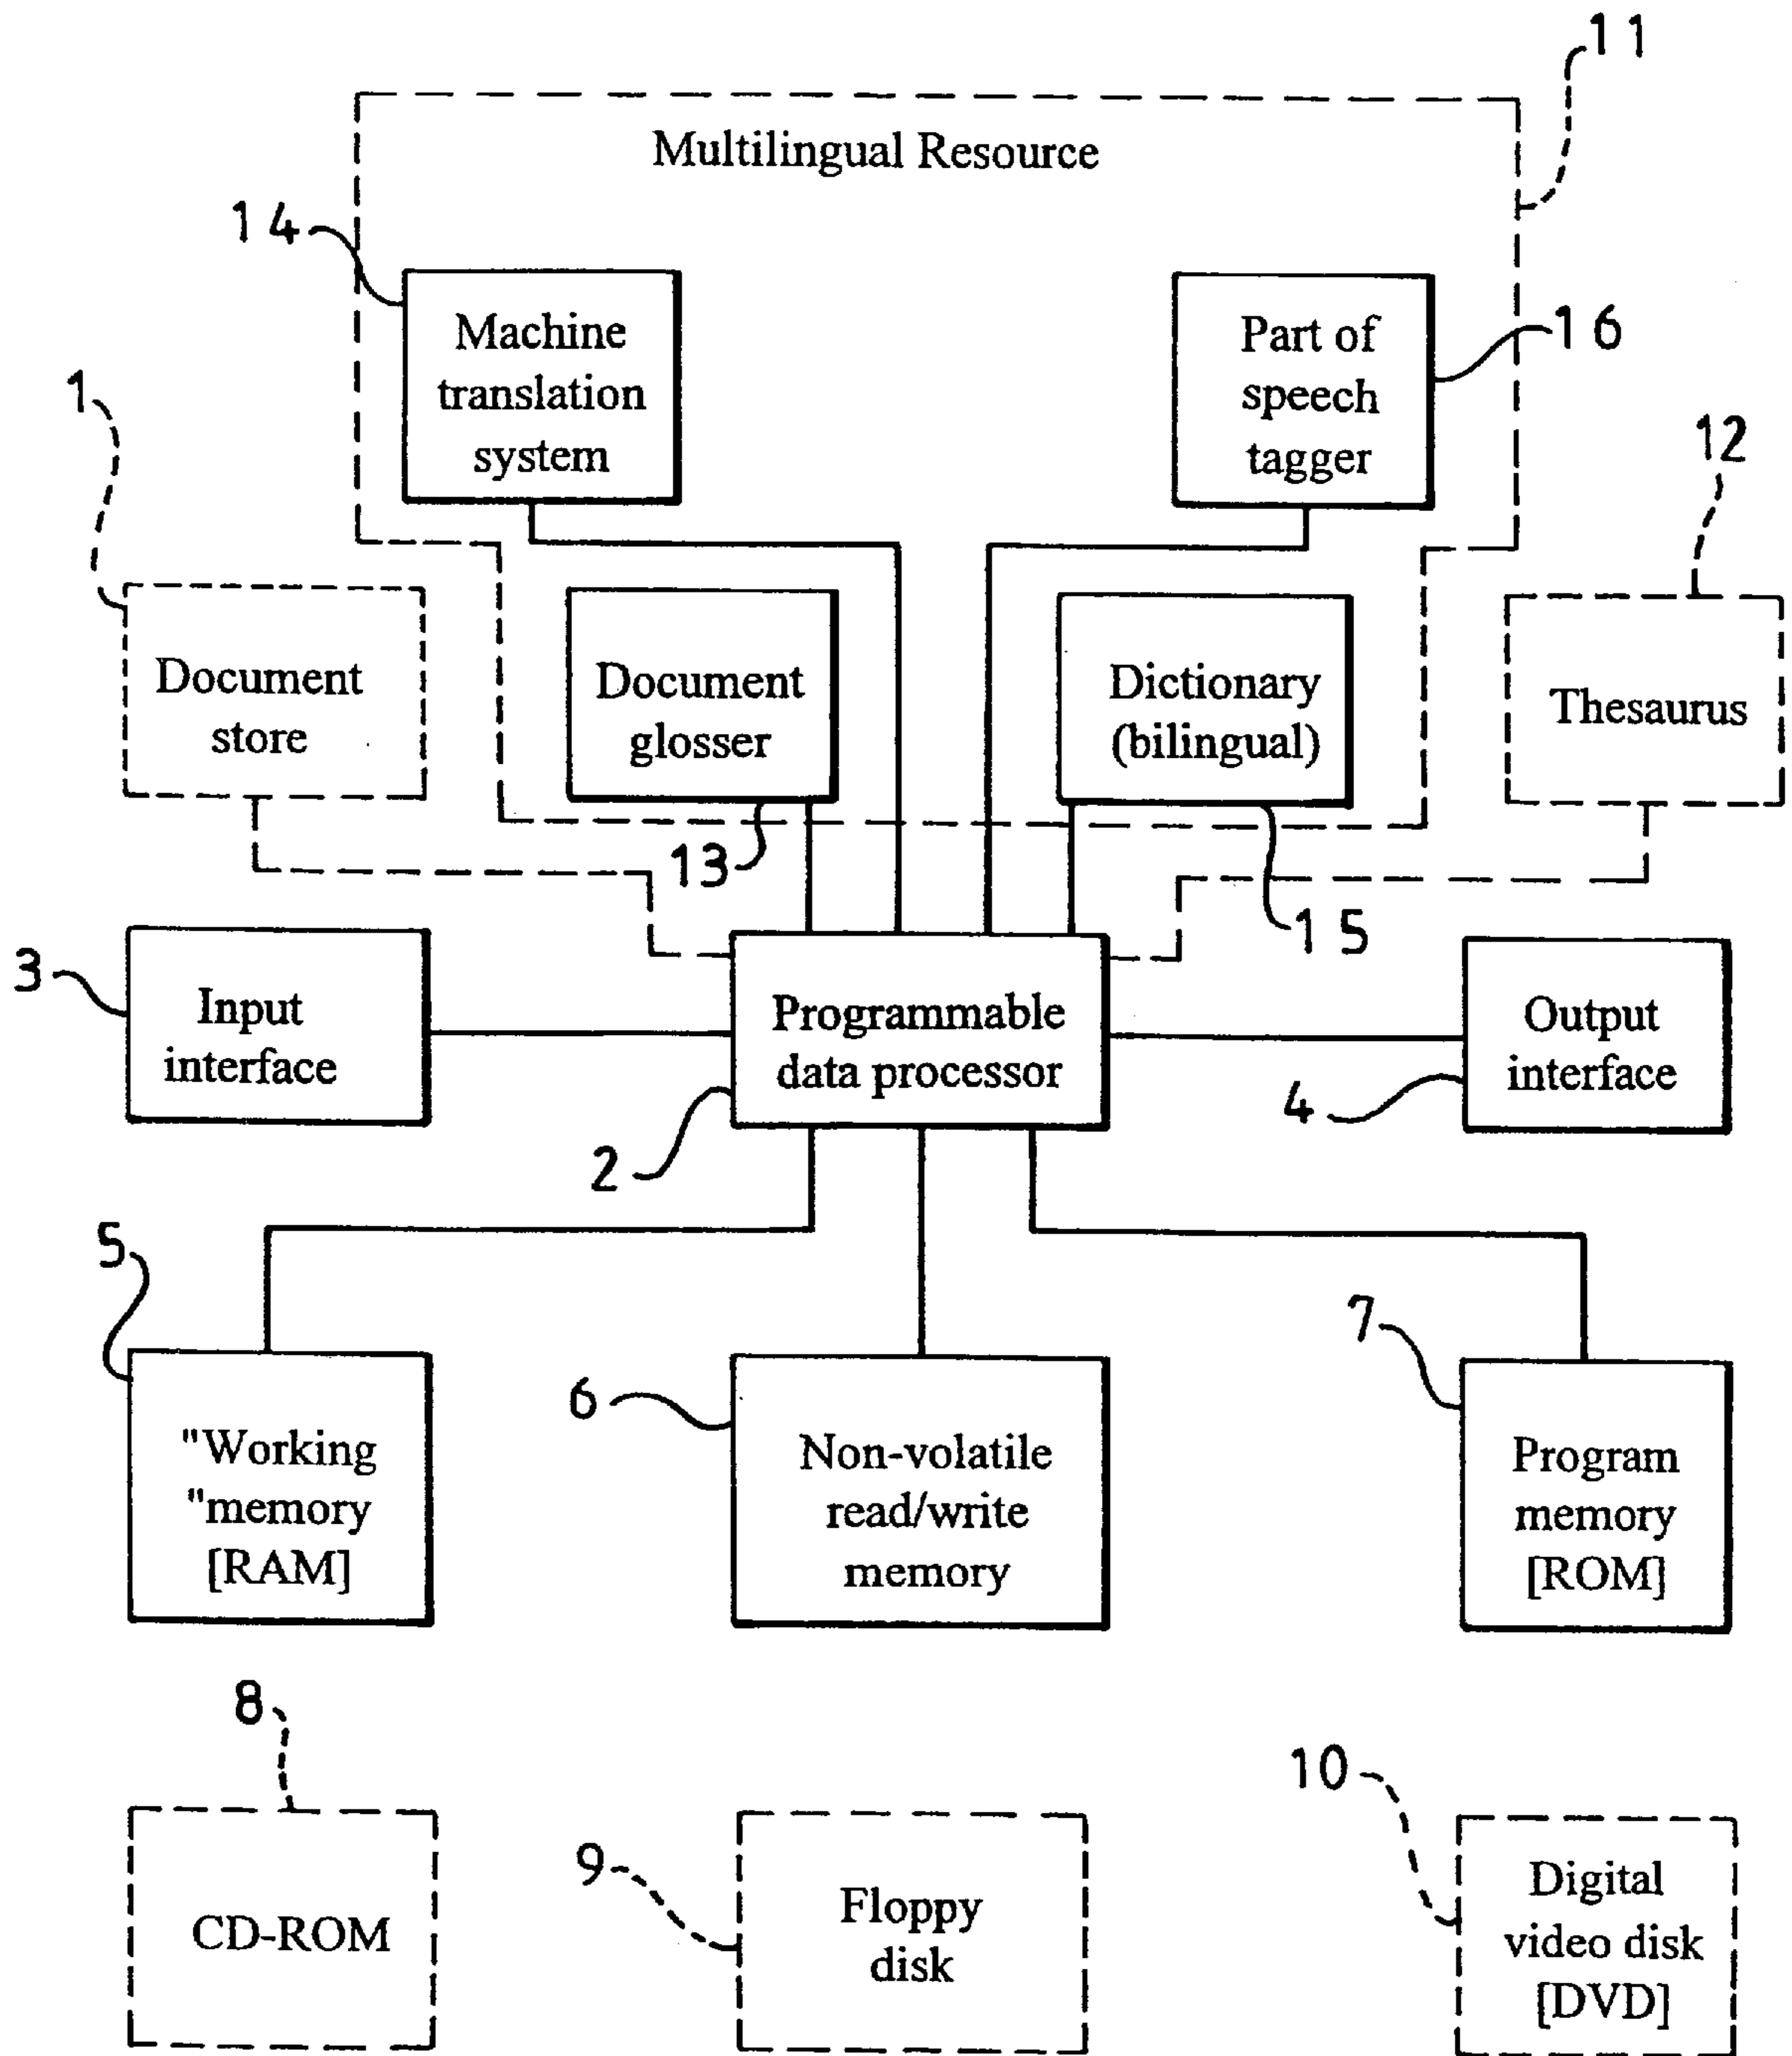 11
Multilingual Resource
14
Machine
translation
system
Part of
speech
tagger
16
1
12
Document
store
Document
glosser
Dictionary
(bilingual)
Thesaurus
13
15
3
Input
interface
Programmable
data processor
Output
interface
4
2
5
"Working
"memory
[RAM]
6
Non-volatile
read/write
memory
7
Program
memory
[ROM]
8
CD-ROM
9
Floppy
disk
10
Digital
video disk
[DVD]